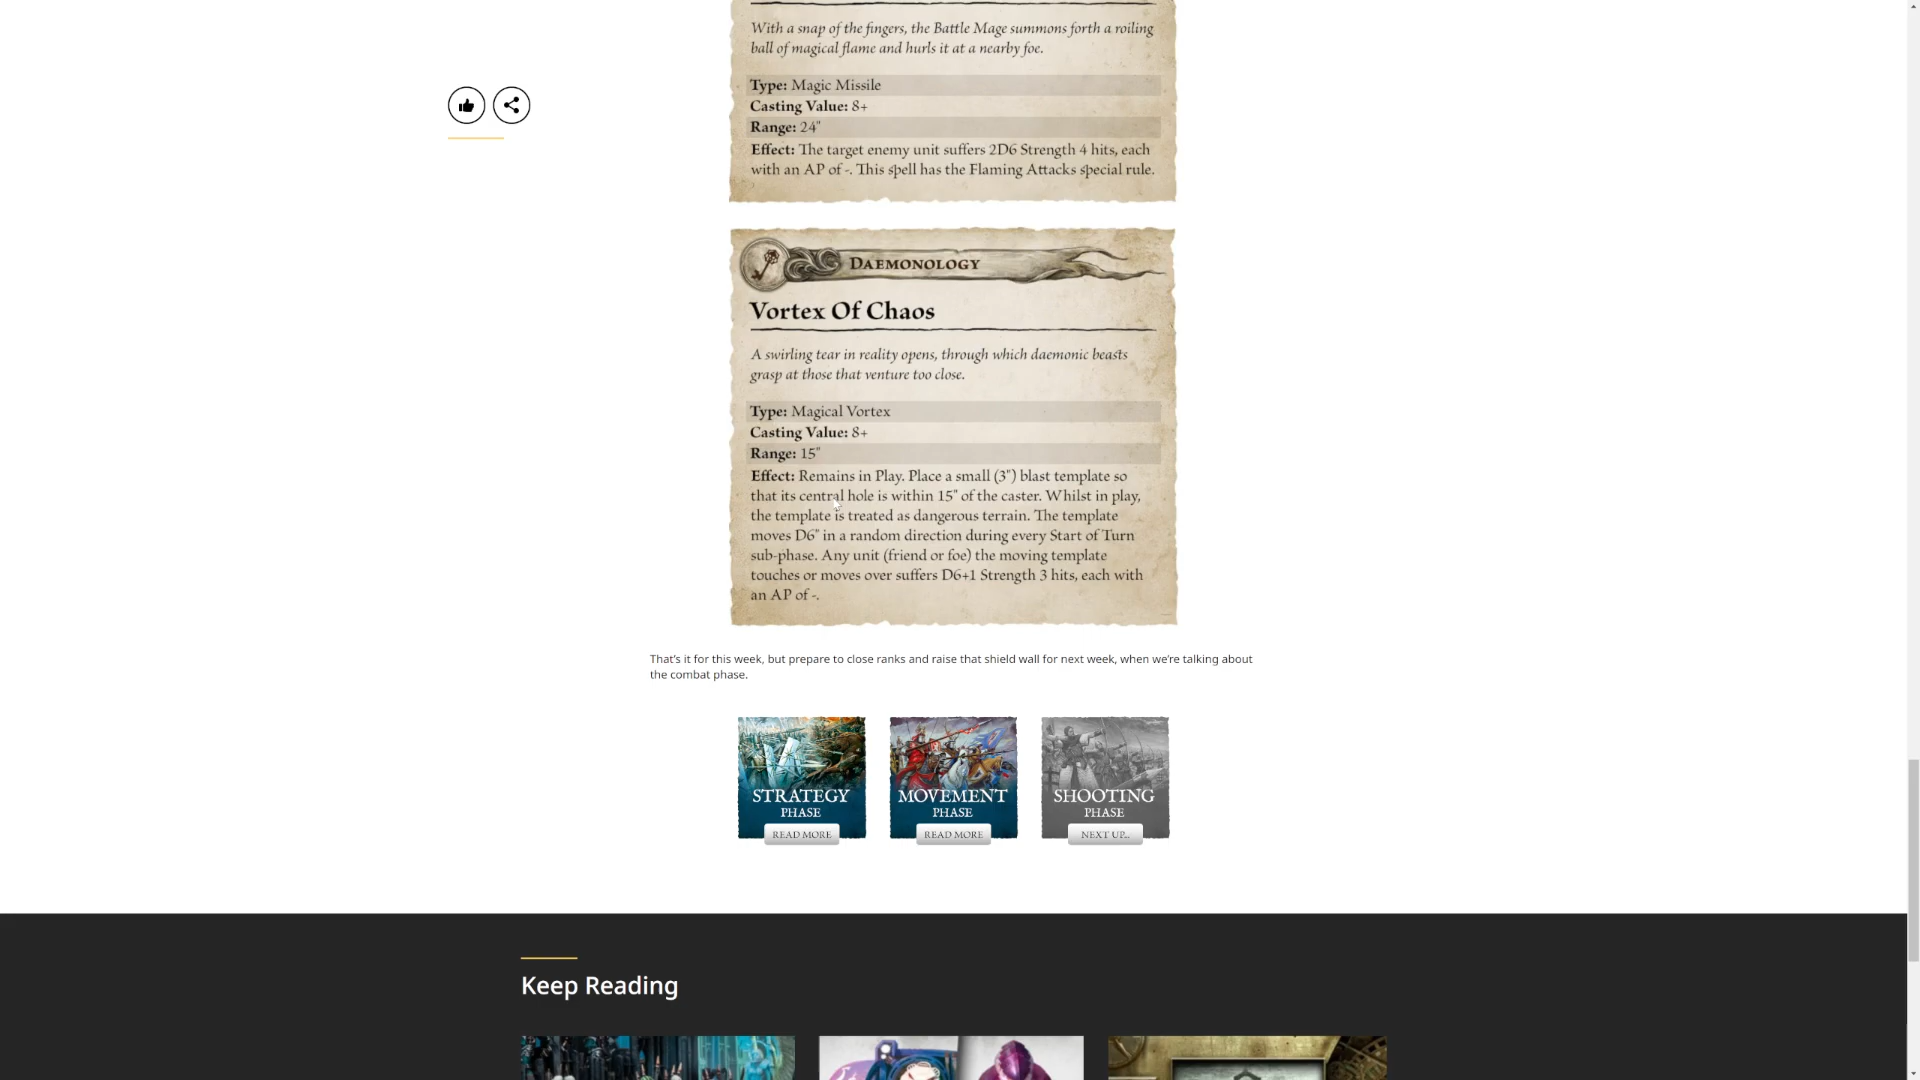 With a snap of the fingers, the Battle Mage summons forth a roiling
ball of magical flame and hurls it at a nearby foe.
Type: Magic Missile
Casting Value: 8+
Range: 24"
Effect: The target enemy unit suffers 2D6 Strength 4 hits, each
with an AP of -. This spell has the Flaming Attacks special rule.
Daemonology
Vortex Of Chaos
A swirling tear in reality opens, through which daemonic beasts
grasp at those that venture too close.
Type: Magical Vortex
Casting Value: 8+
Range: 15"
Effect: Remains in Play. Place a small (3") blast template so
that its central hole is within 15" of the caster. Whilst in play,
the template is treated as dangerous terrain. The template
moves D6" in a random direction during every Start of Turn
sub-phase. Any unit (friend or foe) the moving template
touches or moves over suffers D6+1 Strength 3 hits, each with
an AP of -.
That's it for this week, but prepare to close ranks and raise that shield wall for next week, when we're talking about
the combat phase.
STRATEGY
PHASE
READ MORE
MOVEMENT
PHASE
READ MORE
SHOOTING
PHASE
NEXT UP..
Keep Reading